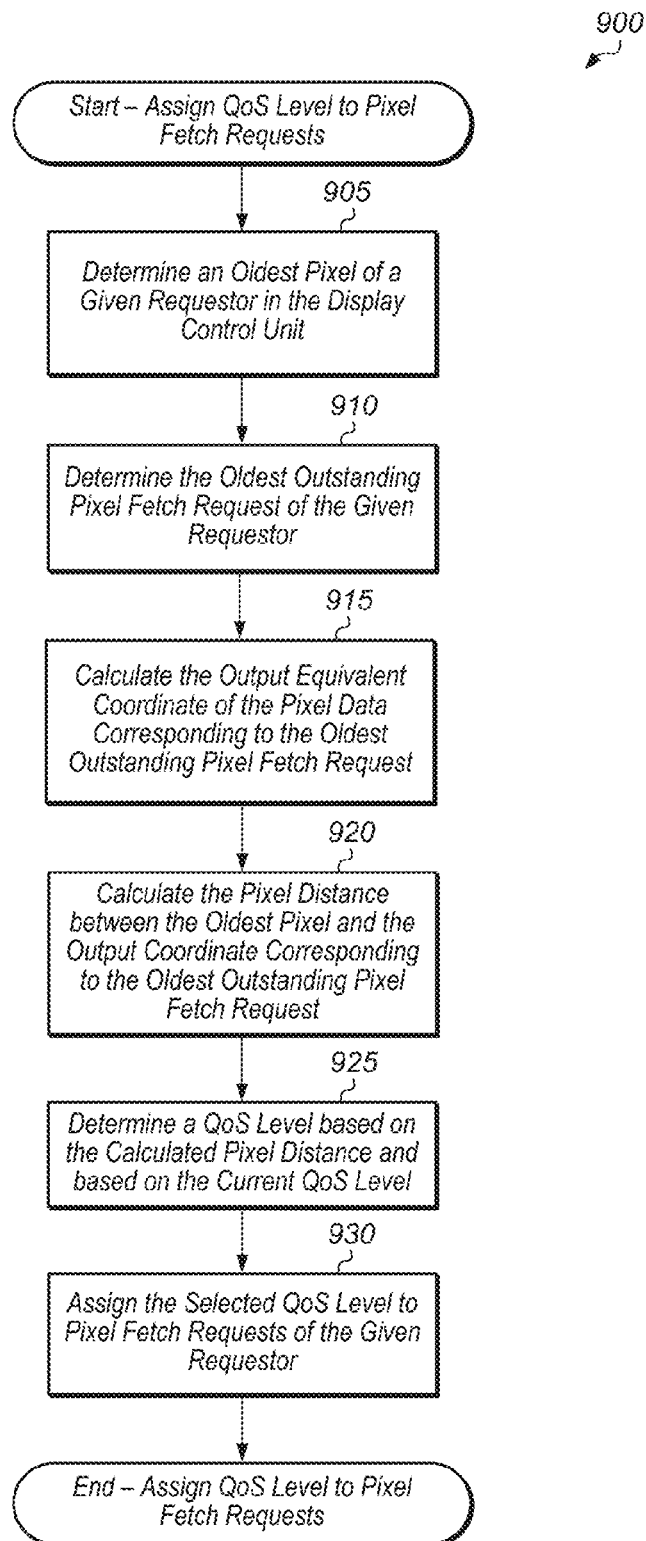 900
Start – Assign QoS Level to Pixel
Fetch Requests
905
Determine an Oldest Pixel of a
Given Requestor in the Display
Control Unit
910
Determine the Oldest Outstanding
Pixel Fetch Request of the Given
Requestor
915
Calculate the Output Equivalent
Coordinate of the Pixel Data
Corresponding to the Oldest
Outstanding Pixel Fetch Request
920
Calculate the Pixel Distance
between the Oldest Pixel and the
Output Coordinate Corresponding
to the Oldest Outstanding Pixel
Fetch Request
925
Determine a QoS Level based on
the Calculated Pixel Distance and
based on the Current QoS Level
930
Assign the Selected QoS Level to
Pixel Fetch Requests of the Given
Requestor
End – Assign QoS Level to Pixel
Fetch Requests